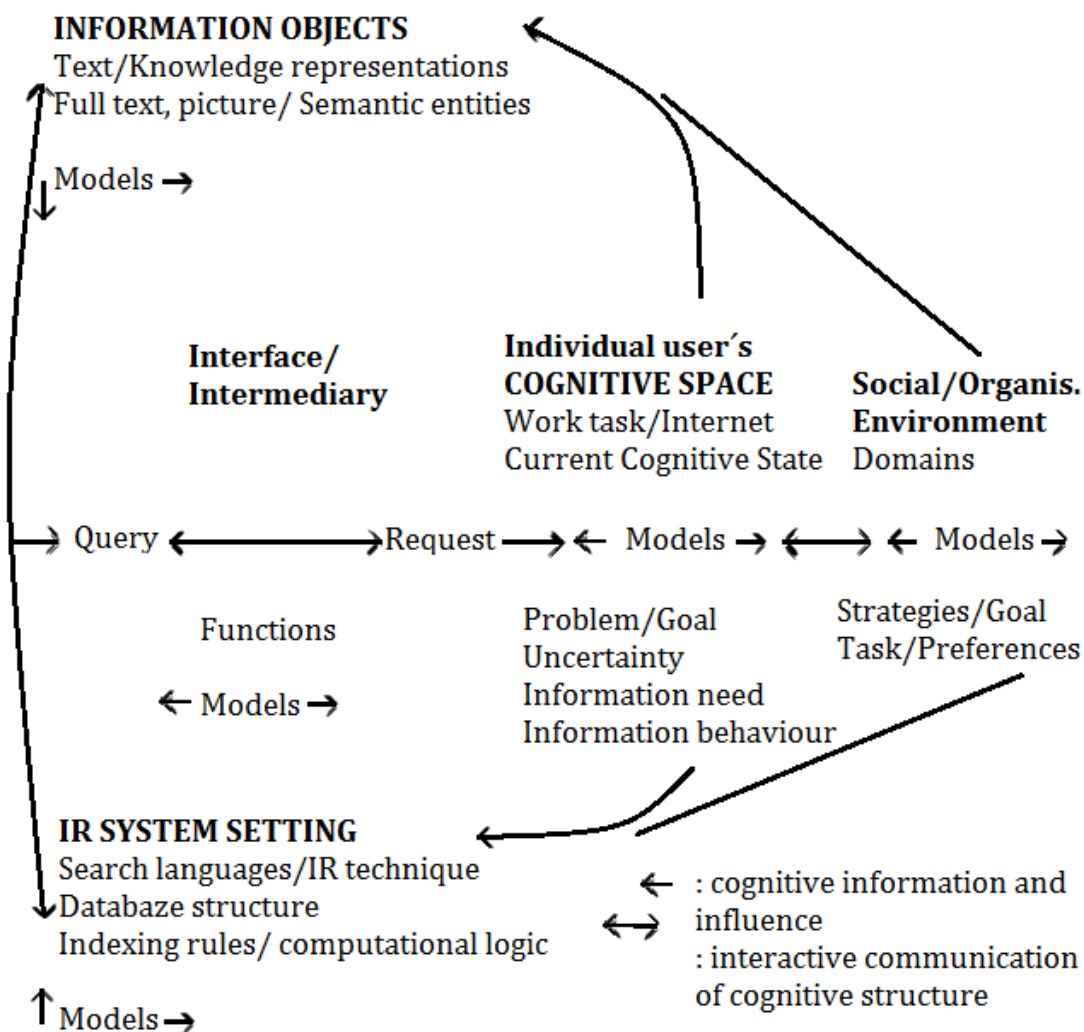 INFORMATION OBJECTS
Text/Knowledge representations
Full text, picture/ Semantic entities
Models
Interface/
Intermediary
Individual user´s
COGNITIVE SPACE
Work task/Internet
Current Cognitive State
Social/Organis.
Environment
Domains
Query
Request
Models
Models
Functions
Models
Problem/Goal
Uncertainty
Information need
Information behaviour
Strategies/Goal
Task/Preferences
IR SYSTEM SETTING
Search languages/IR technique
Databaze structure
Indexing rules/ computational logic
Models
: cognitive information and
influence
: interactive communication
of cognitive structure